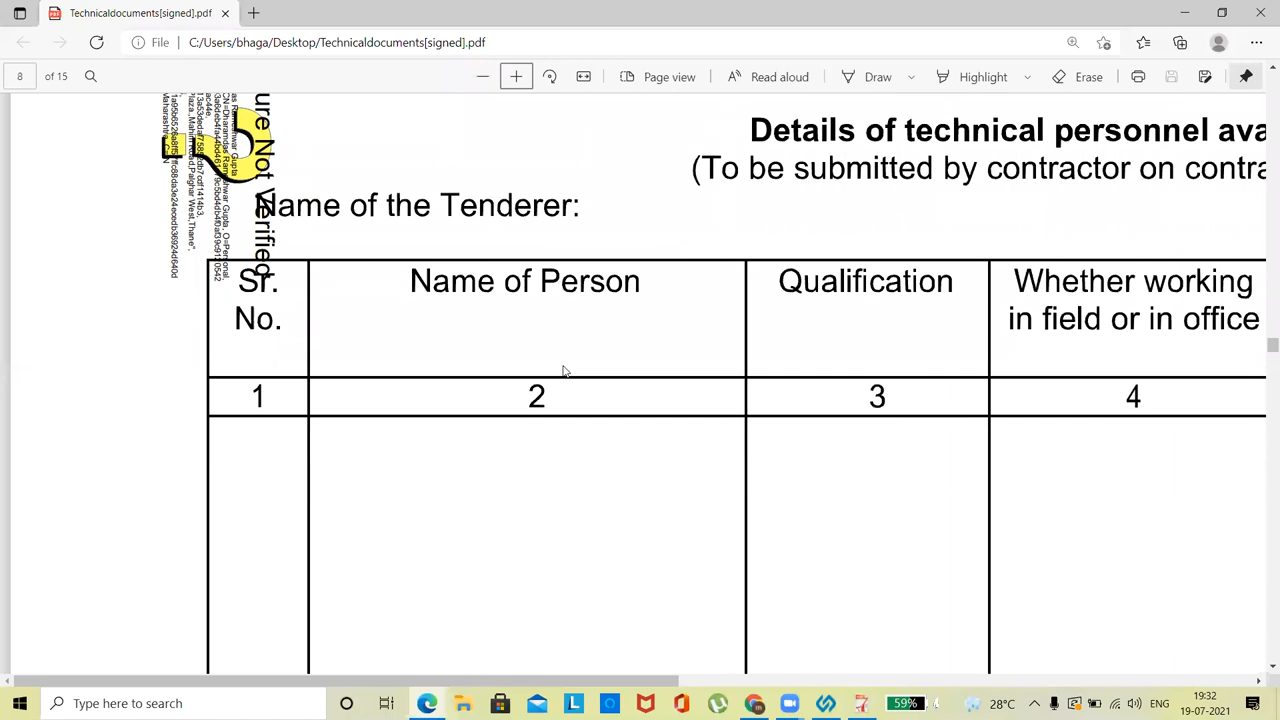 Technicaldocuments[signed].pdf
File C:/Users/bhaga/Desktop/Technicaldocuments[signed].pdf
8 of 15 Page view Read aloud Draw Highlight Erase
Details of technical personnel ava
(To be submitted by contractor on contra
Name of the Tenderer:
ure Not Verified
Sr. No. Name of Person Qualification Whether working in field or in office
1 2 3 4
Type here to search 59% 28°C ENG 19:32
19-07-2021